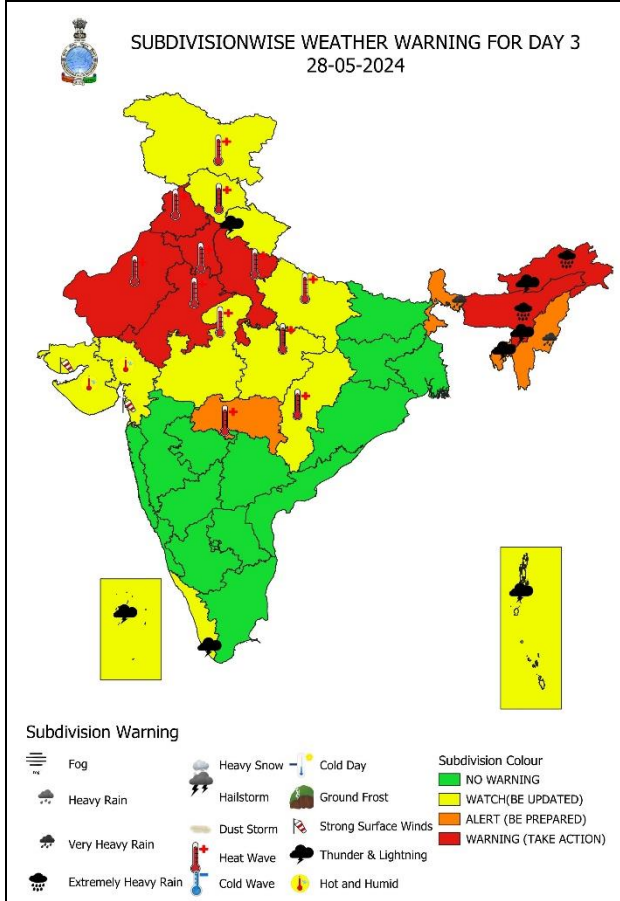 SUBDIVISIONWISE WEATHER WARNING FOR DAY 3
28-05-2024
Subdivision Warning
Fog
Heavy Rain
Very Heavy Rain
Extremely Heavy Rain
Heavy Snow
Hailstorm
Dust Storm
Heat Wave
Cold Wave
Cold Day
Ground Frost
Strong Surface Winds
Thunder & Lightning
Hot and Humid
Subdivision Colour
NO WARNING
WATCH(BE UPDATED)
ALERT (BE PREPARED)
WARNING (TAKE ACTION)